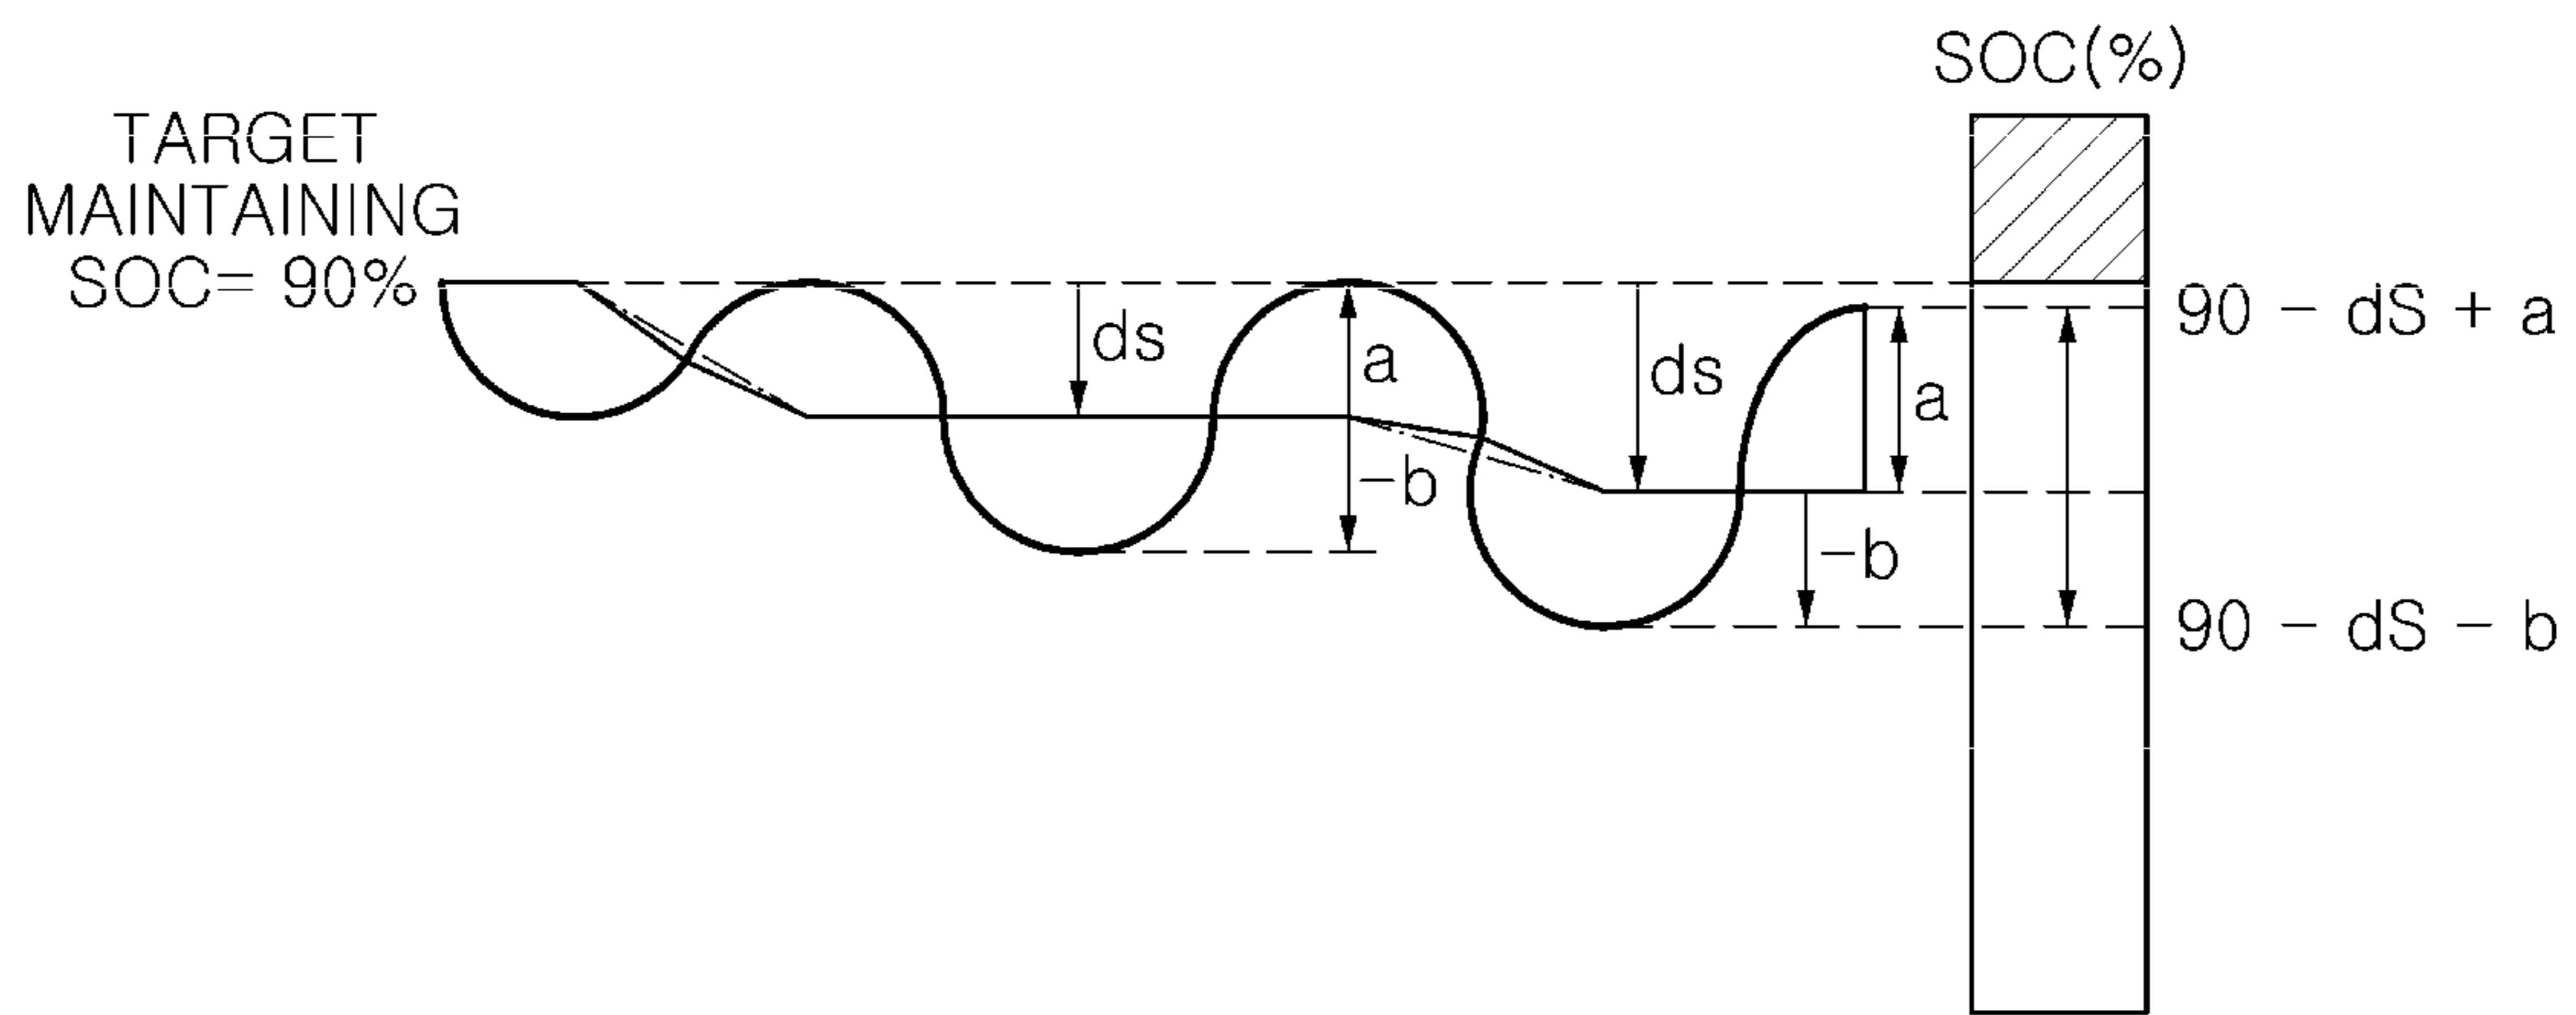 SOC(%)
TARGET
MAINTAINING
SOC= 90%
90 - dS + a
ds
a
ds
a
-b
-b
90 - dS - b